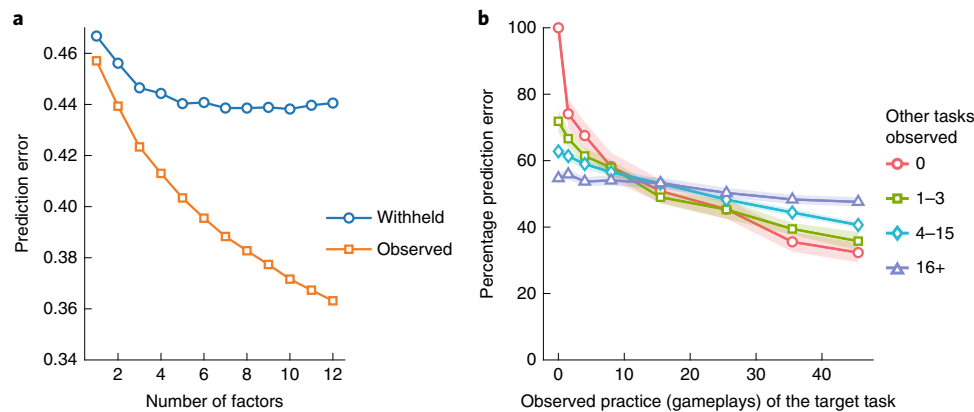 a
0.46
0.44
0.42
0.40
0.38
0.36
0.34
Prediction error
2 4 6 8 10 12
Number of factors
Withheld
Observed
b
100
80
60
40
20
0
Percentage prediction error
0 10 20 30 40
Observed practice (gameplays) of the target task
Other tasks
observed
0
1–3
4–15
16+